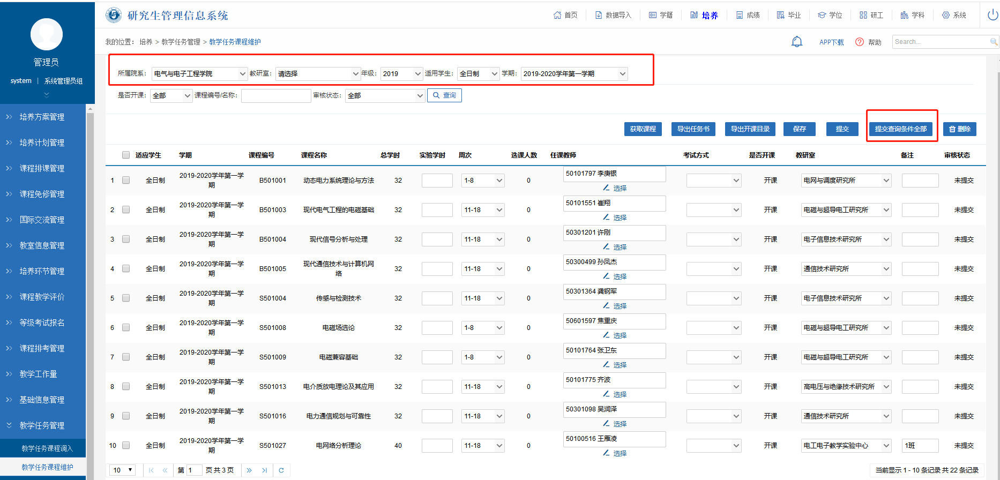 研究生管理信息系统
首页 数据导入 学籍 培养 成绩 毕业 学位 研工 学科 系统
管理员
system | 系统管理员组
我的位置： 培养 > 教学任务管理 > 教学任务课程维护
APP下载 帮助 Search...
培养方案管理
培养计划管理
课程排课管理
课程免修管理
国际交流管理
教室信息管理
培养环节管理
课程教学评价
等级考试报名
课程排考管理
教学工作量
基础信息管理
教学任务管理
教学任务课程调入
教学任务课程维护
所属院系： 电气与电子工程学院 教研室： 请选择 年级： 2019 适用学生： 全日制 学期： 2019-2020学年第一学期
是否开课： 全部 课程编号/名称： 审核状态： 全部 查询
获取课程 导出任务书 导出开课目录 保存 提交 提交查询条件全部 删除
适应学生 学期 课程编号 课程名称 总学时 实验学时 周次 选课人数 任课教师 考试方式 是否开课 教研室 备注 审核状态
1 全日制 2019-2020学年第一学期 B501001 动态电力系统理论与方法 32 1-8 0 50101797 李庚银 选择 开课 电网与调度研究所 未提交
2 全日制 2019-2020学年第一学期 B501003 现代电气工程的电磁基础 32 11-18 0 50101551 崔翔 选择 开课 电磁与超导电工研究所 未提交
3 全日制 2019-2020学年第一学期 B501004 现代信号分析与处理 32 11-18 0 50301201 许刚 选择 开课 电子信息技术研究所 未提交
4 全日制 2019-2020学年第一学期 B501005 现代通信技术与计算机网络 32 11-18 0 50300499 孙凤杰 选择 开课 通信技术研究所 未提交
5 全日制 2019-2020学年第一学期 S501004 传感与检测技术 32 11-18 0 50301364 龚钢军 选择 开课 电子信息技术研究所 未提交
6 全日制 2019-2020学年第一学期 S501008 电磁场选论 32 1-8 0 50601597 焦重庆 选择 开课 电磁与超导电工研究所 未提交
7 全日制 2019-2020学年第一学期 S501009 电磁兼容基础 32 1-8 0 50101764 张卫东 选择 开课 电磁与超导电工研究所 未提交
8 全日制 2019-2020学年第一学期 S501013 电介质放电理论及其应用 32 11-18 0 50101775 齐波 选择 开课 高电压与绝缘技术研究所 未提交
9 全日制 2019-2020学年第一学期 S501016 电力通信规划与可靠性 32 11-18 0 50301098 吴润泽 选择 开课 通信技术研究所 未提交
10 全日制 2019-2020学年第一学期 S501027 电网络分析理论 40 11-18 0 50100516 王雁凌 选择 开课 电工电子教学实验中心 1班 未提交
10 第 1 页 共 3 页 当前显示 1 - 10 条记录 共 22 条记录